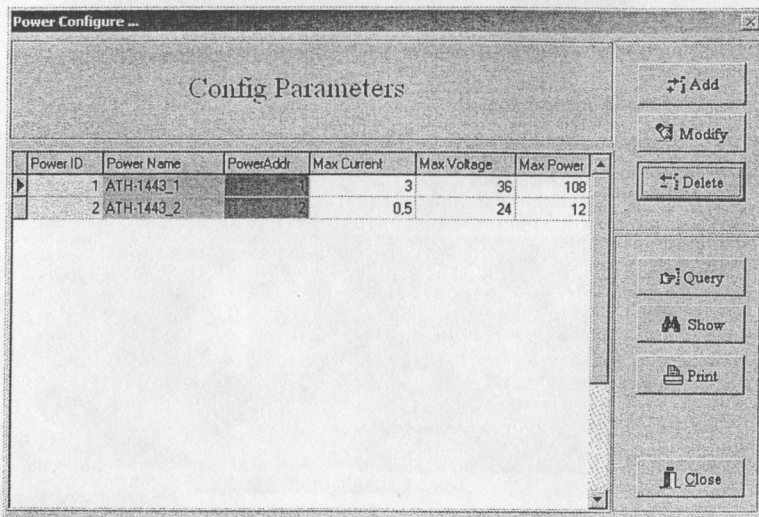 Power Configure ...
Config Parameters
Add
Modify
Delete
Power ID Power Name PowerAddr Max Current Max Voltage Max Power
1 ATH-1443_1 1 3 36 108
2 ATH-1443_2 2 0,5 24 12
Query
Show
Print
Close